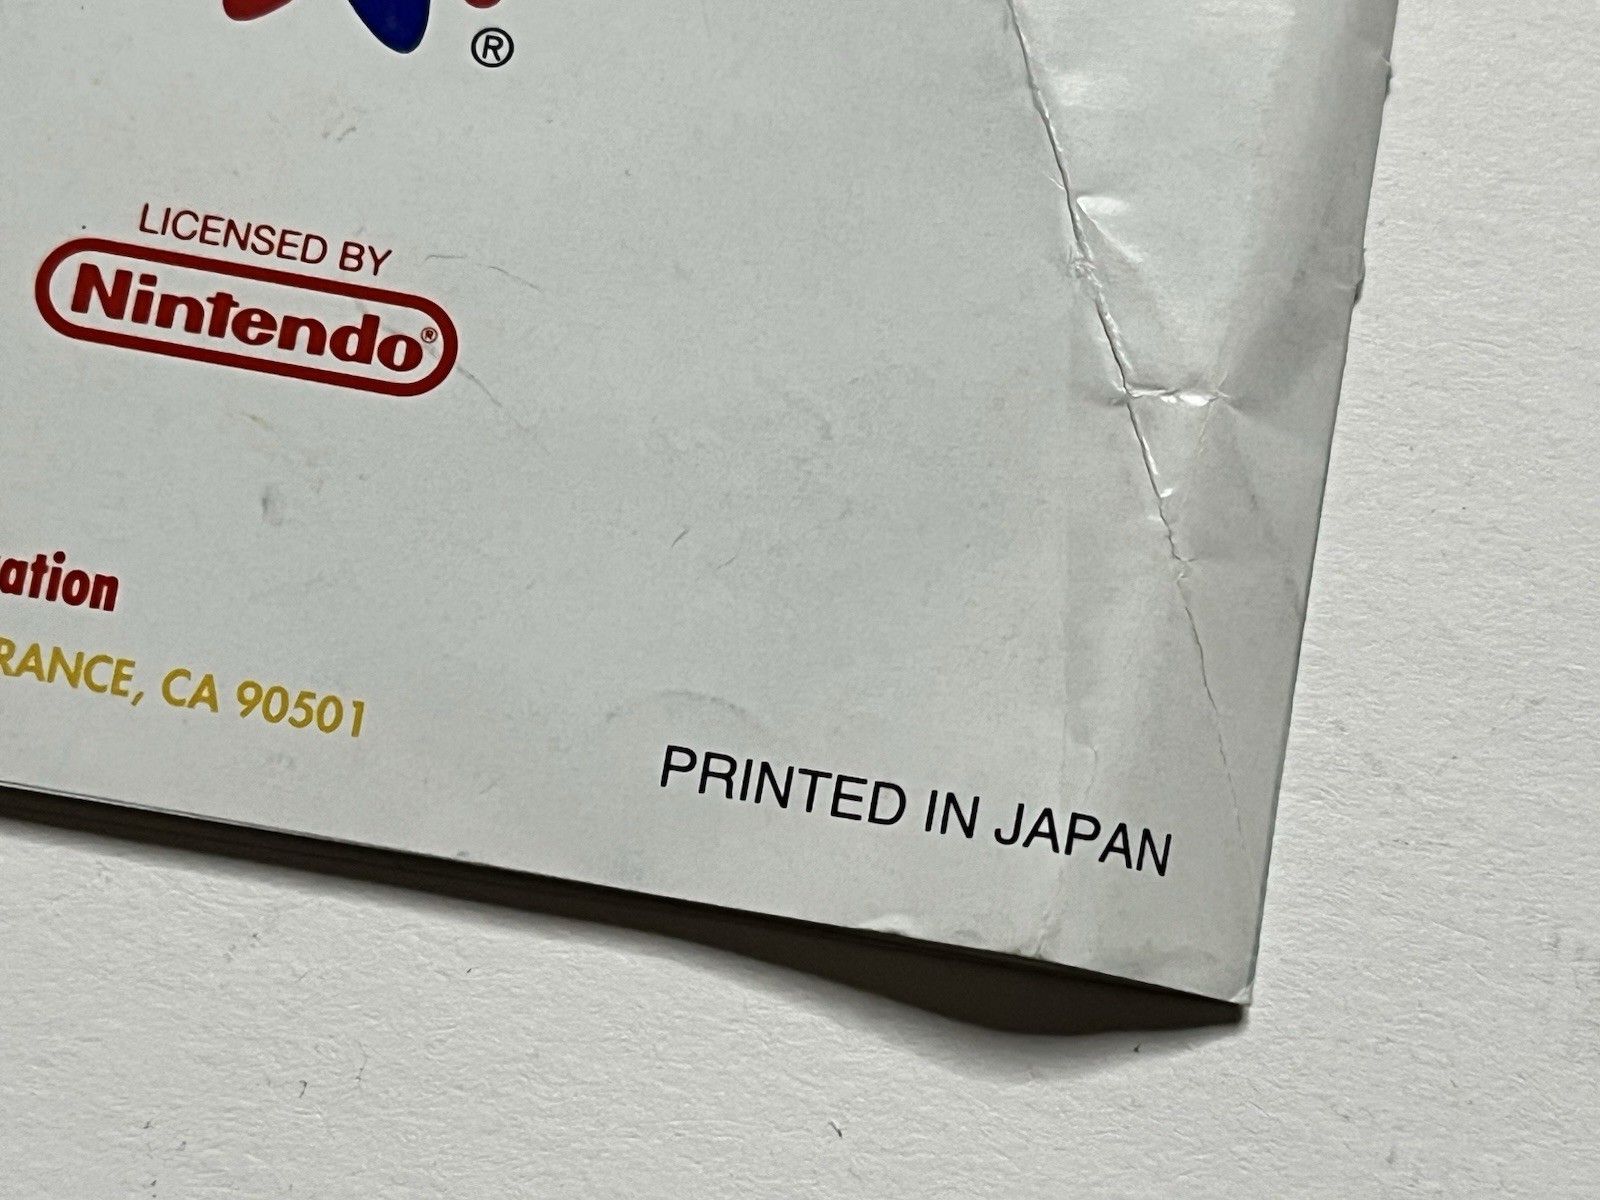 ®
LICENSED BY
Nintendo®
ation
RANCE, CA 90501
PRINTED IN JAPAN